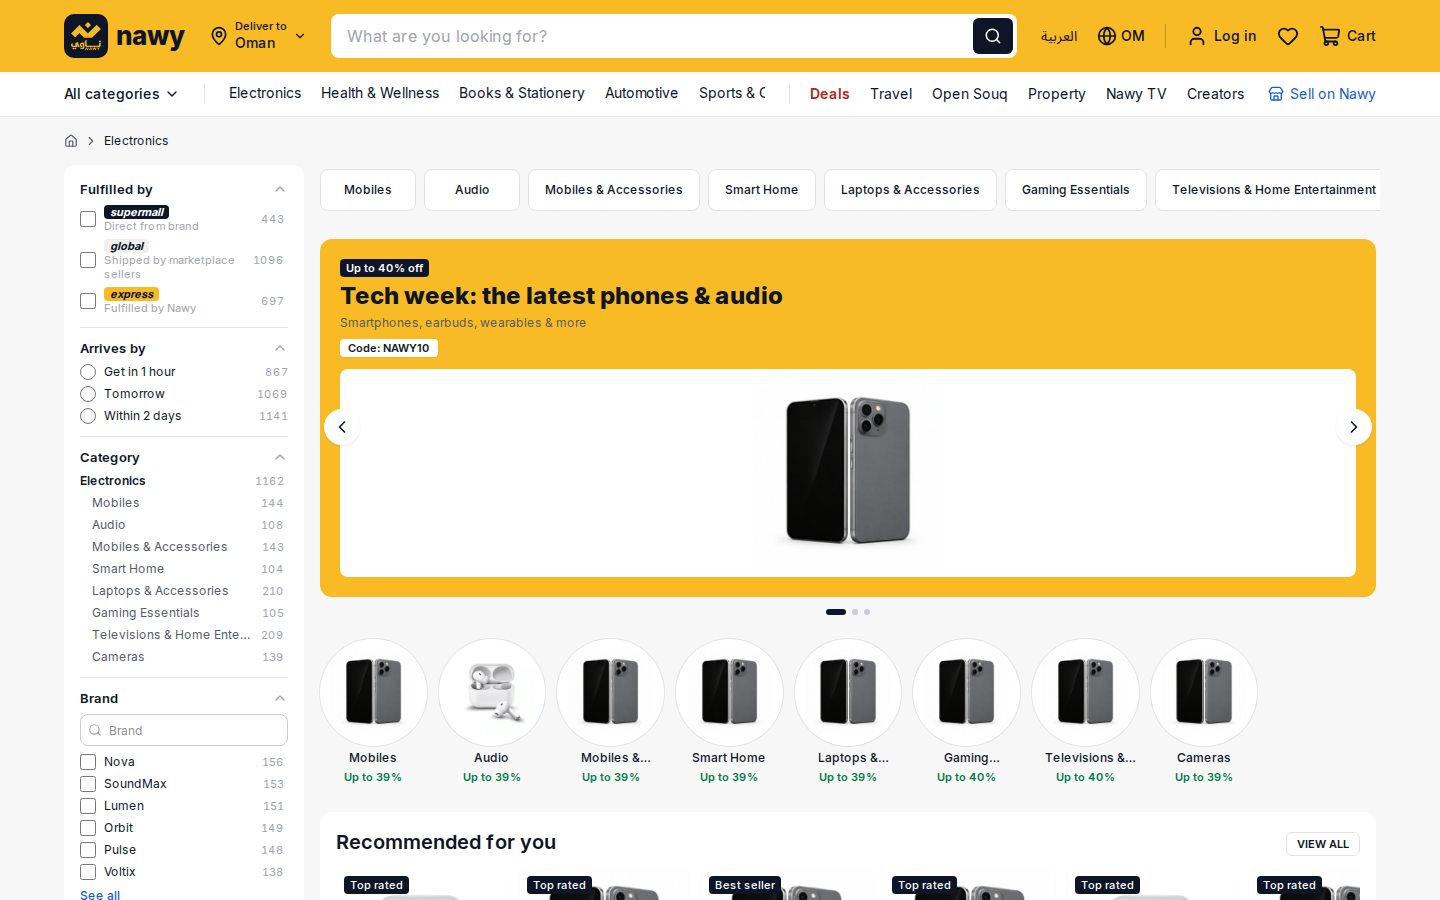 nawy
Deliver to
Oman
What are you looking for?
العربية
OM
Log in
Cart
All categories
Electronics
Health & Wellness
Books & Stationery
Automotive
Sports &
Deals
Travel
Open Souq
Property
Nawy TV
Creators
Sell on Nawy
Electronics
Fulfilled by
supermall
443
Direct from brand
global
Shipped by marketplace sellers
1096
express
697
Fulfilled by Nawy
Arrives by
Get in 1 hour 867
Tomorrow 1069
Within 2 days 1141
Category
Electronics 1162
Mobiles 144
Audio 108
Mobiles & Accessories 143
Smart Home 104
Laptops & Accessories 210
Gaming Essentials 105
Televisions & Home Ente... 209
Cameras 139
Brand
Brand
Nova 156
SoundMax 153
Lumen 151
Orbit 149
Pulse 148
Voltix 138
See all
Mobiles
Audio
Mobiles & Accessories
Smart Home
Laptops & Accessories
Gaming Essentials
Televisions & Home Entertainment
Up to 40% off
Tech week: the latest phones & audio
Smartphones, earbuds, wearables & more
Code: NAWY10
Mobiles
Up to 39%
Audio
Up to 39%
Mobiles &...
Up to 39%
Smart Home
Up to 39%
Laptops &...
Up to 39%
Gaming...
Up to 40%
Televisions &...
Up to 40%
Cameras
Up to 39%
Recommended for you
VIEW ALL
Top rated
Top rated
Best seller
Top rated
Top rated
Top rated